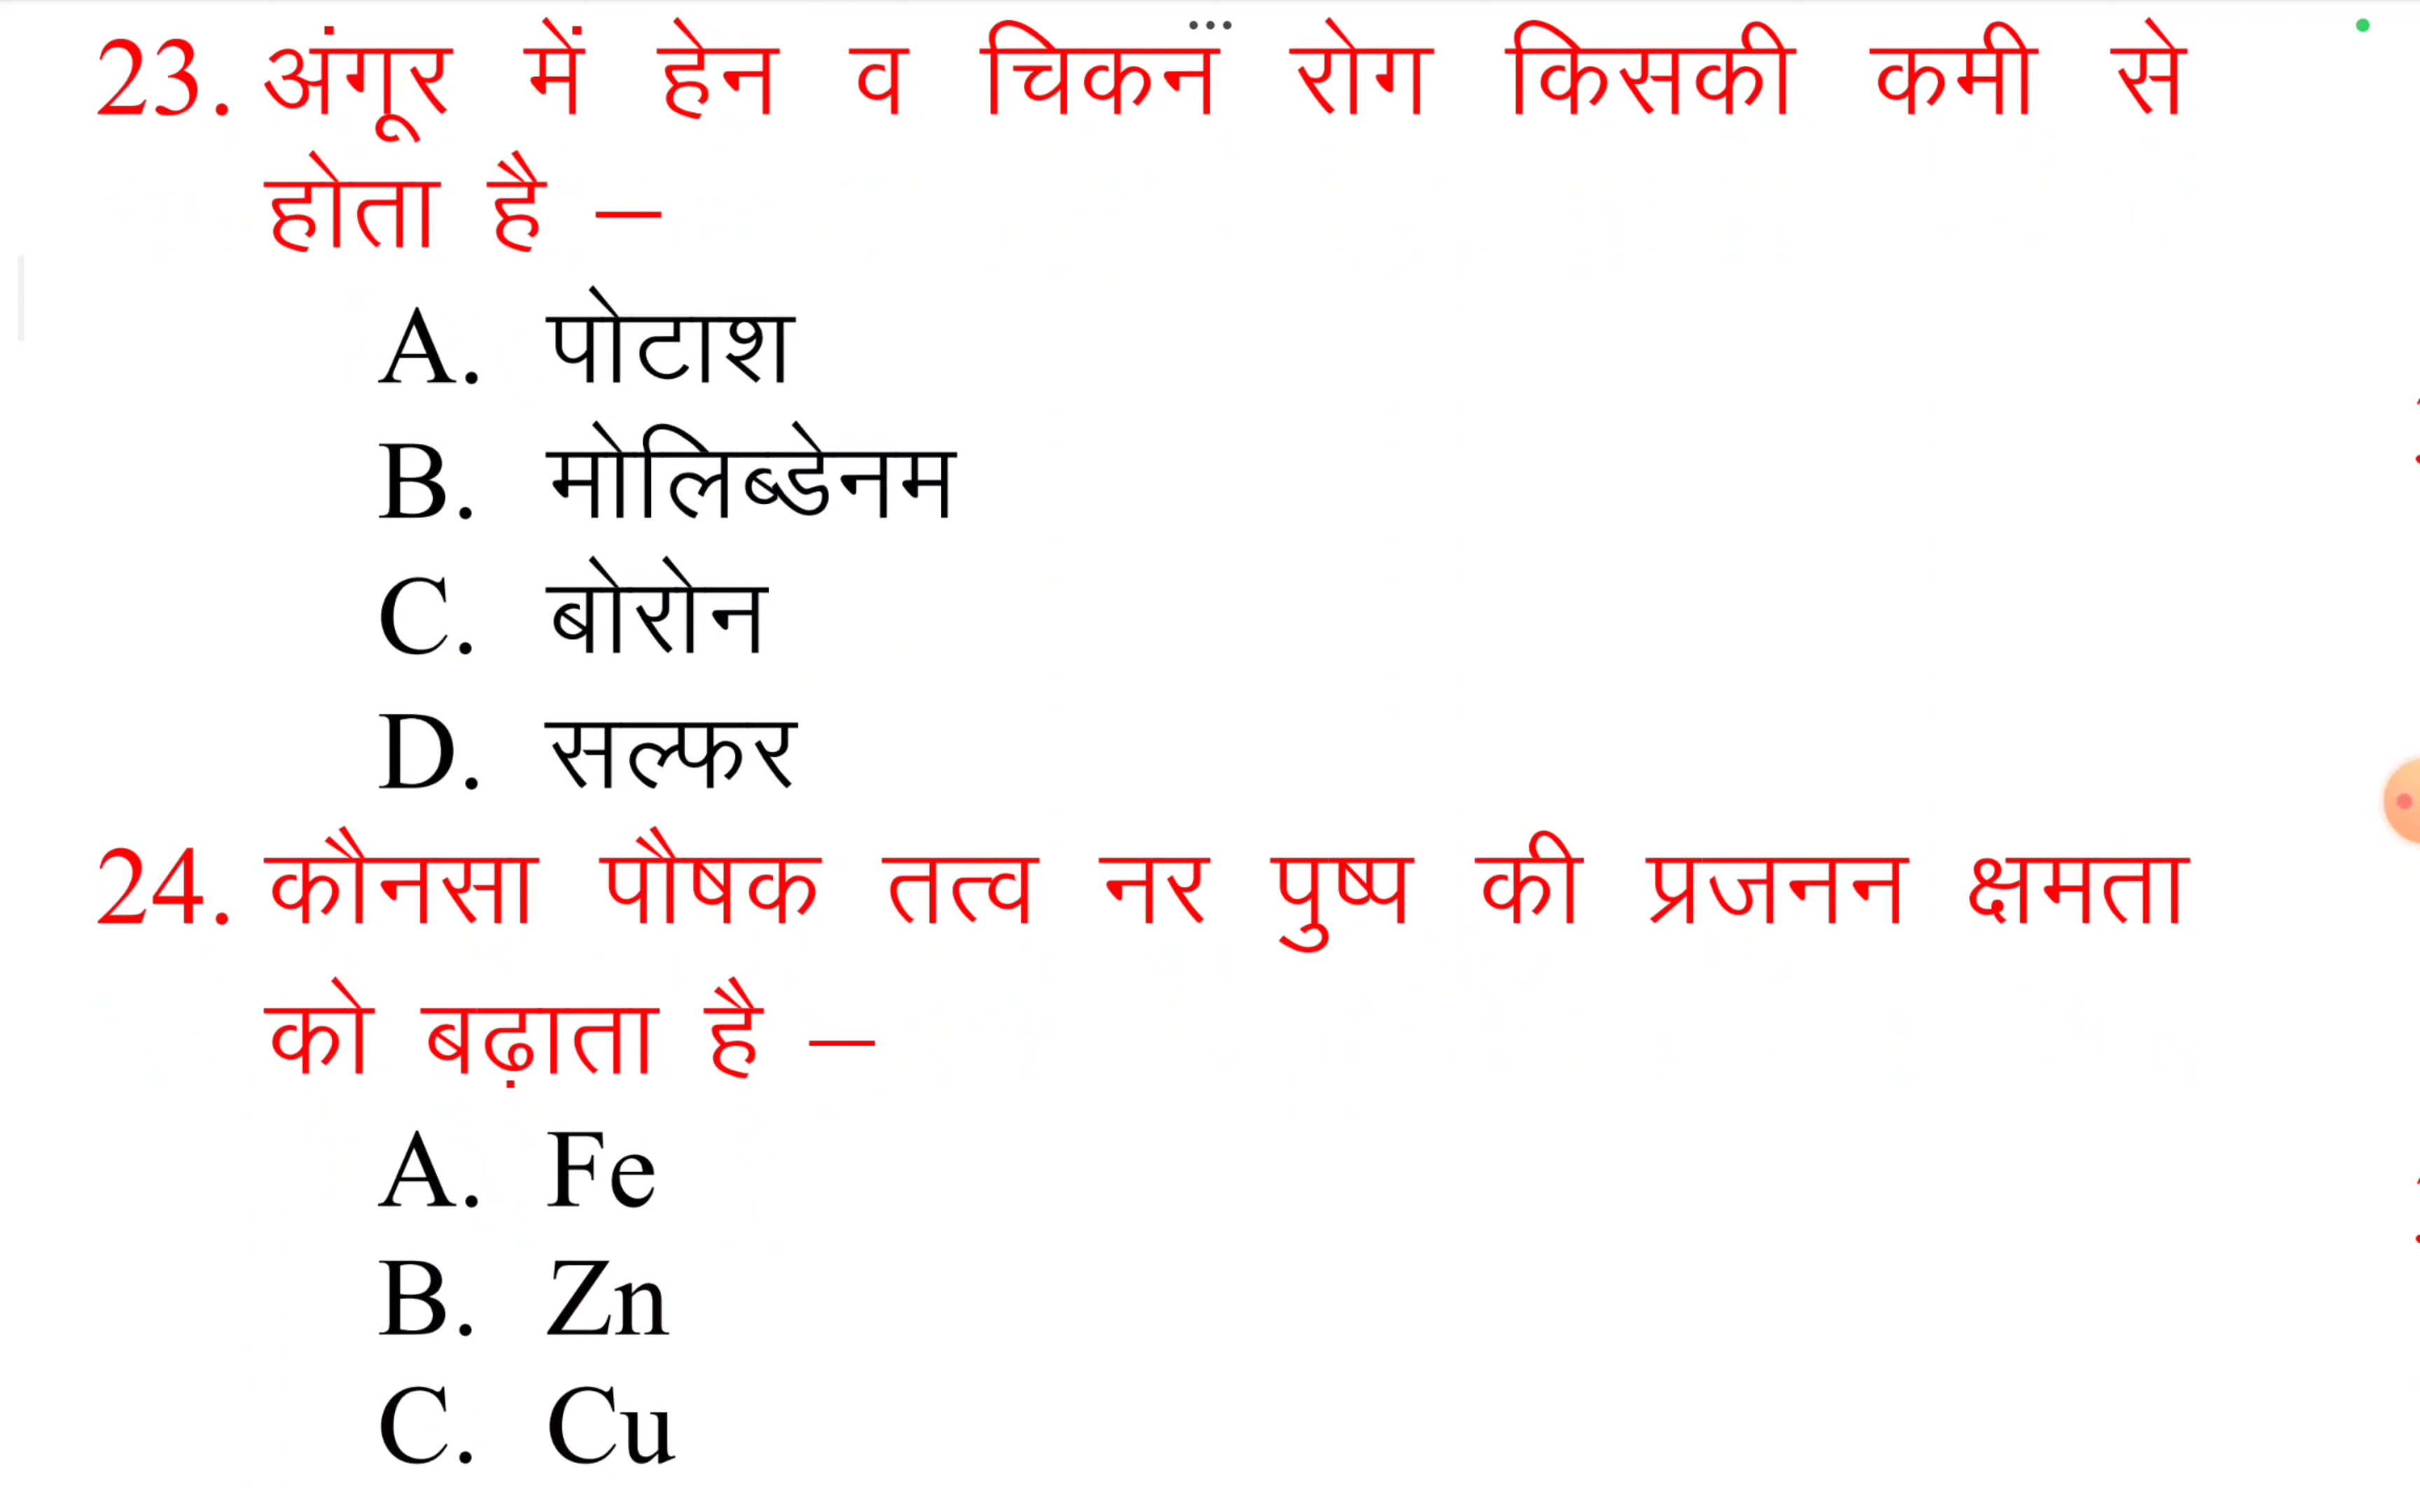 23. अंगूर में हेन व चिकन रोग किसकी कमी से
होता है –
A. पोटाश
B. मोलिब्डेनम
C. बोरोन
D. सल्फर
24. कौनसा पौषक तत्व नर पुष्प की प्रजनन क्षमता
को बढ़ाता है –
A. Fe
B. Zn
C. Cu